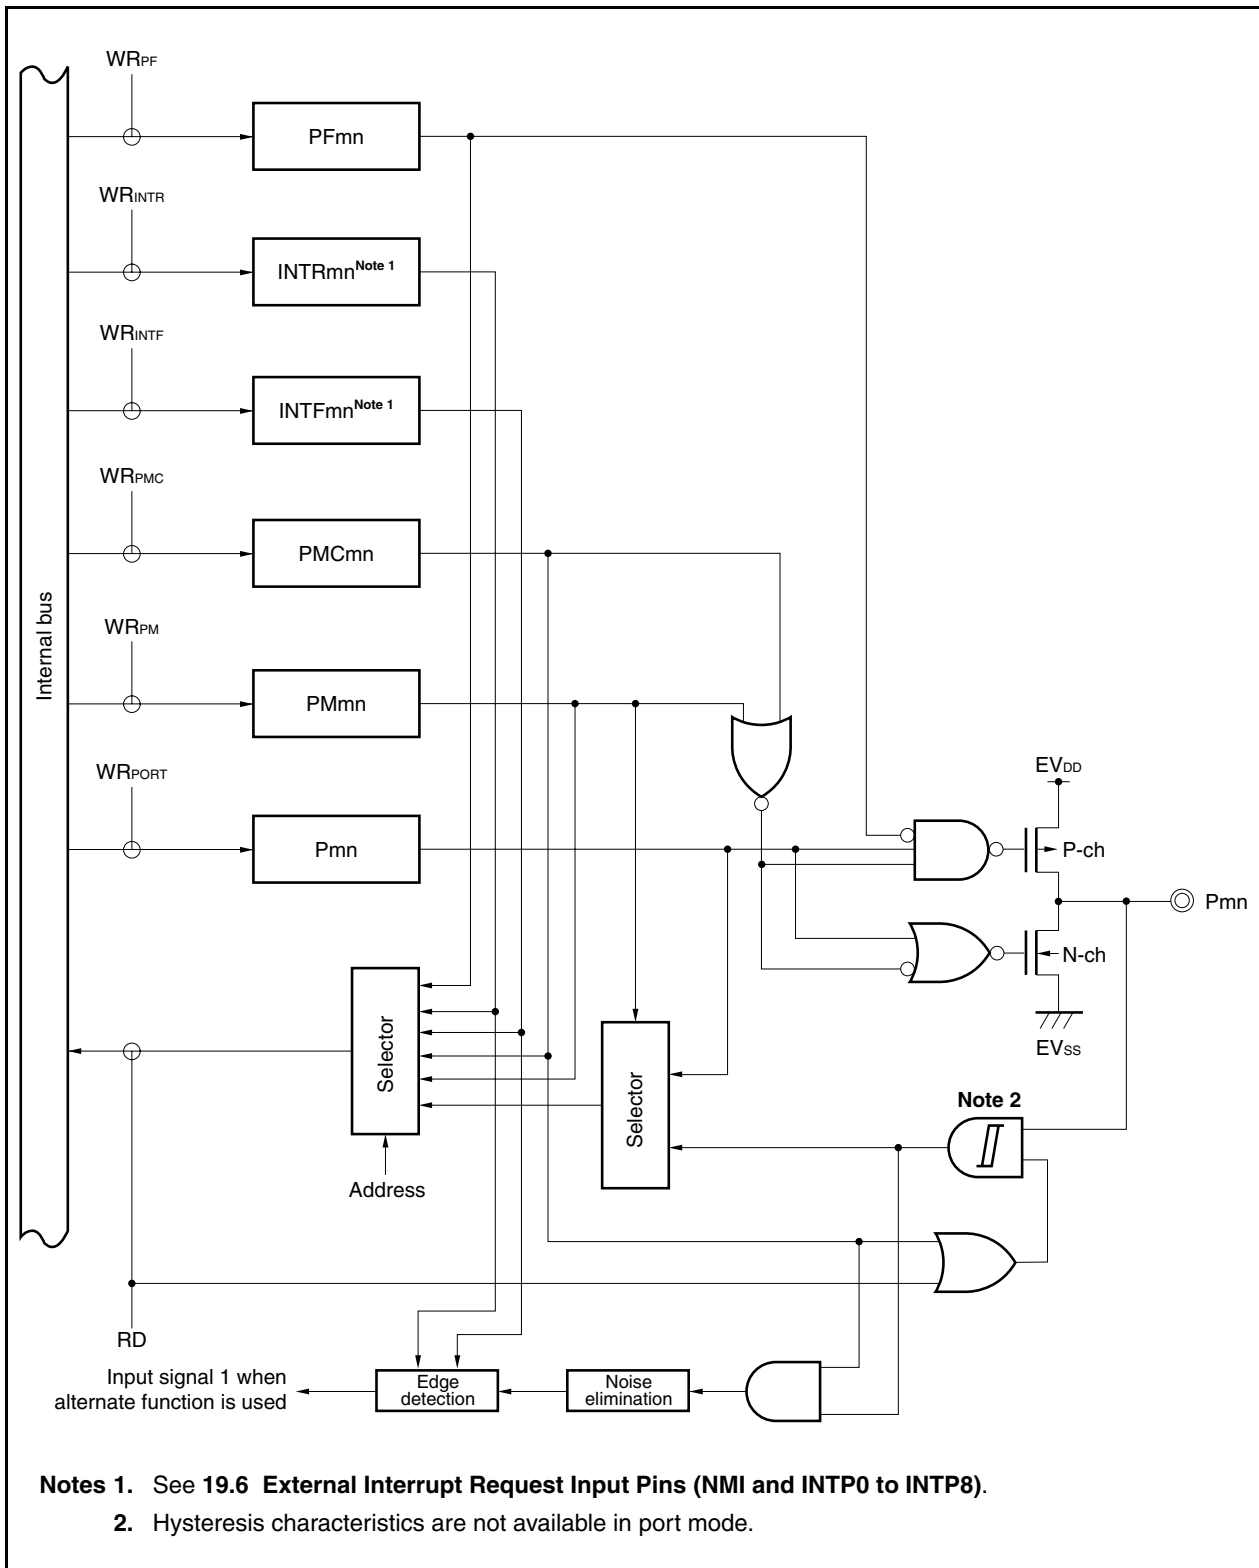 WRPF
PFmn
WRINTR
INTRmnNote 1
WRINTF
INTFmnNote 1
WRPMC
PMCmn
Internal bus
WRPM
PMmn
WRPORT
Pmn
EVDD
P-ch
Pmn
N-ch
EVSS
Selector
Selector
Note 2
Address
RD
Input signal 1 when
alternate function is used
Edge
detection
Noise
elimination
Notes 1. See 19.6 External Interrupt Request Input Pins (NMI and INTP0 to INTP8).
2. Hysteresis characteristics are not available in port mode.